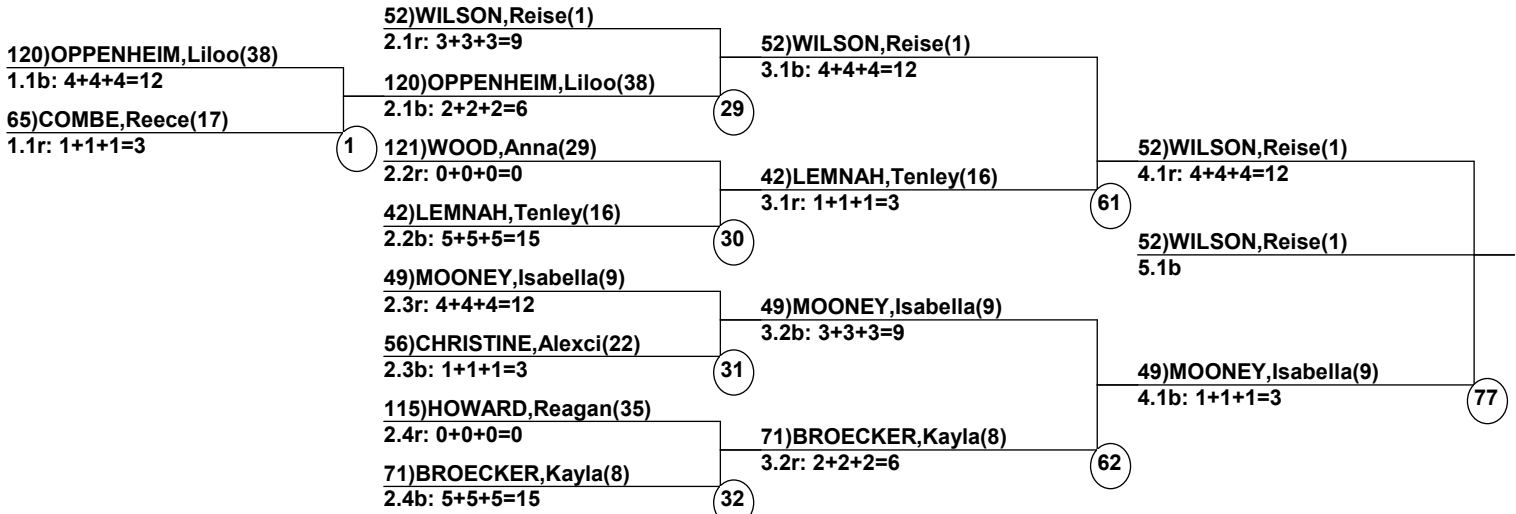 120)OPPENHEIM,Liloo(38)
1.1b: 4+4+4=12
65)COMBE,Reece(17)
1.1r: 1+1+1=3
1
52)WILSON,Reise(1)
2.1r: 3+3+3=9
120)OPPENHEIM,Liloo(38)
2.1b: 2+2+2=6
29
121)WOOD,Anna(29)
2.2r: 0+0+0=0
42)LEMNAH,Tenley(16)
2.2b: 5+5+5=15
30
49)MOONEY,Isabella(9)
2.3r: 4+4+4=12
56)CHRISTINE,Alexci(22)
2.3b: 1+1+1=3
31
115)HOWARD,Reagan(35)
2.4r: 0+0+0=0
71)BROECKER,Kayla(8)
2.4b: 5+5+5=15
32
52)WILSON,Reise(1)
3.1b: 4+4+4=12
42)LEMNAH,Tenley(16)
3.1r: 1+1+1=3
61
49)MOONEY,Isabella(9)
3.2b: 3+3+3=9
71)BROECKER,Kayla(8)
3.2r: 2+2+2=6
62
52)WILSON,Reise(1)
4.1r: 4+4+4=12
49)MOONEY,Isabella(9)
4.1b: 1+1+1=3
77
52)WILSON,Reise(1)
5.1b